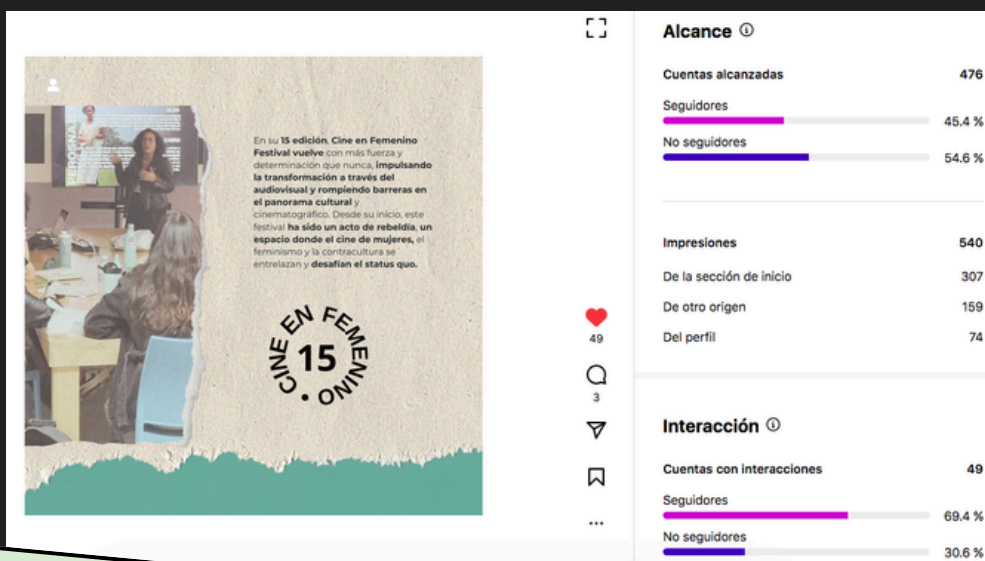 En su 15 edición, Cine en Femenino
Festival vuelve con más fuerza y
determinación que nunca, impulsando
la transformación a través del
audiovisual y rompiendo barreras en
el panorama cultural y
cinematográfico. Desde su inicio, este
festival ha sido un acto de rebeldía, un
espacio donde el cine de mujeres, el
feminismo y la contracultura se
entrelazan y desafían el status quo.
CINE EN FEMENINO •
15
49
3
Alcance
Cuentas alcanzadas 476
Seguidores
45.4 %
No seguidores
54.6 %
Impresiones 540
De la sección de inicio 307
De otro origen 159
Del perfil 74
Interacción
Cuentas con interacciones 49
Seguidores
69.4 %
No seguidores
30.6 %